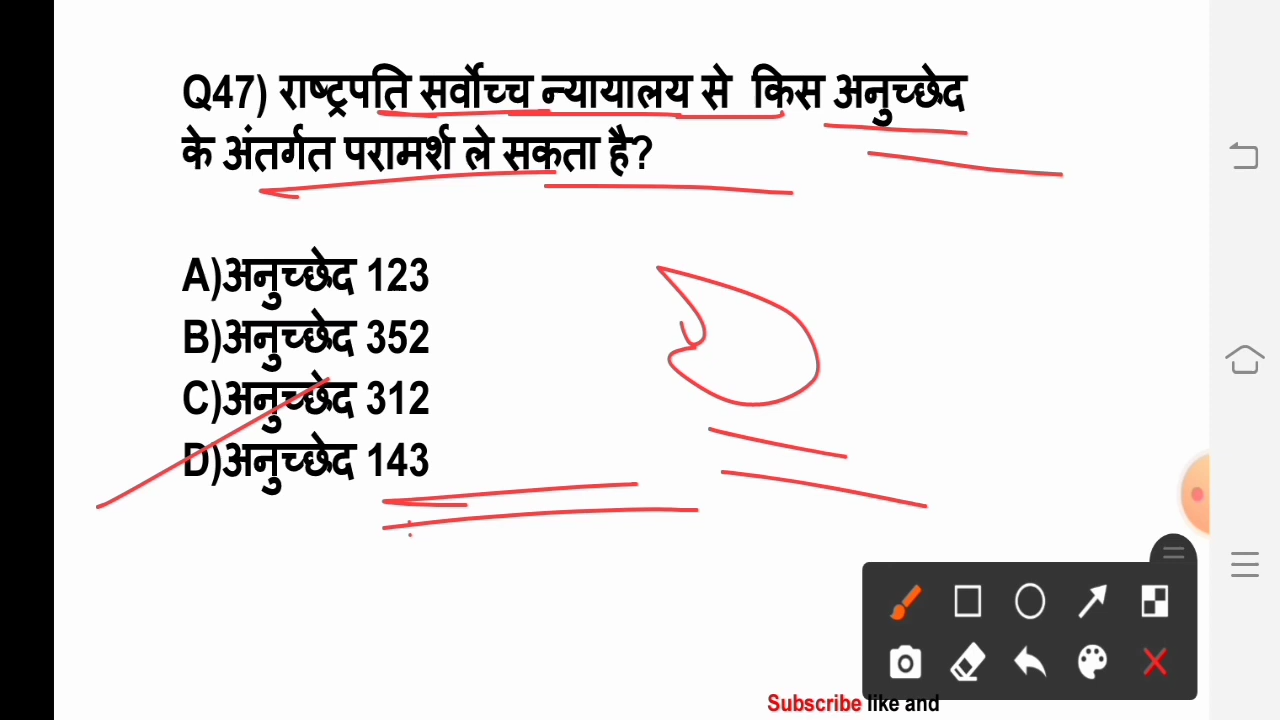 Q47) राष्ट्रपति सर्वोच्च न्यायालय से किस अनुच्छेद
के अंतर्गत परामर्श ले सकता है?
A)अनुच्छेद 123
B)अनुच्छेद 352
C)अनुच्छेद 312
D)अनुच्छेद 143
Subscribe like and